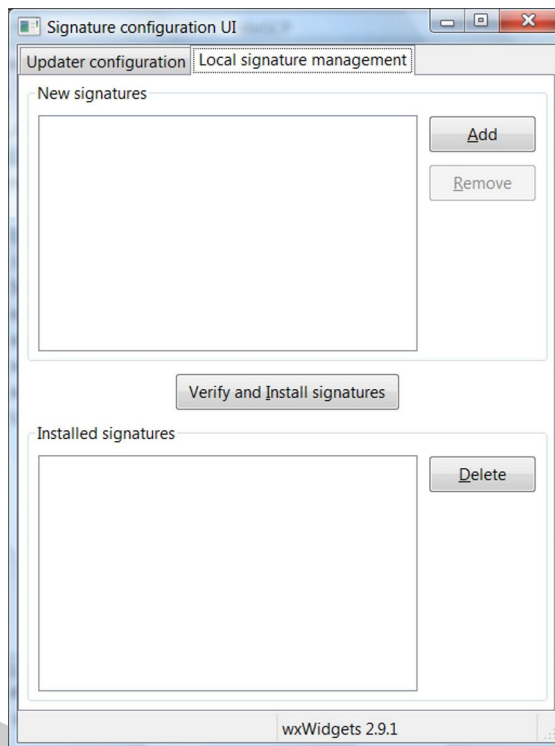 Signature configuration UI
Updater configuration Local signature management
New signatures
Add
Remove
Verify and Install signatures
Installed signatures
Delete
wxWidgets 2.9.1